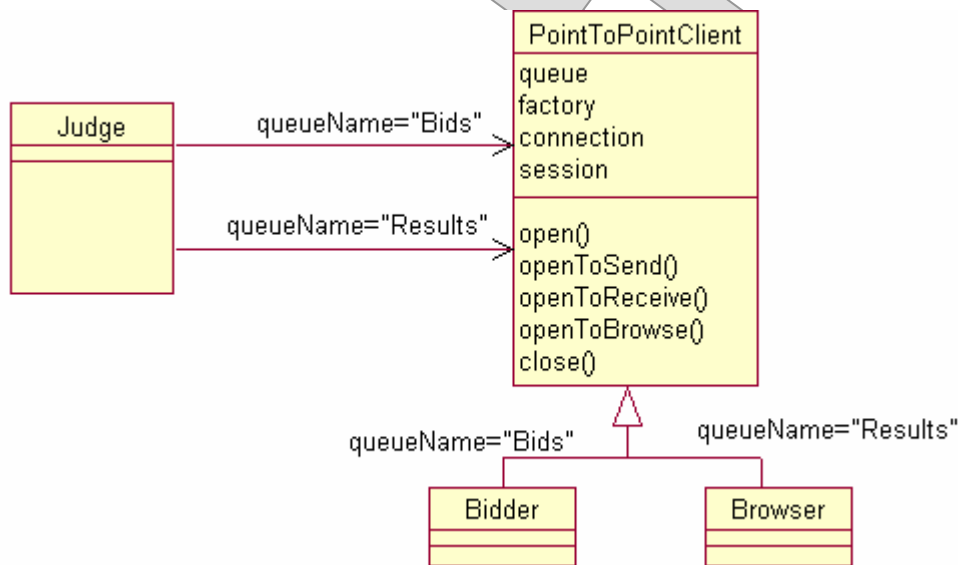 PointToPointClient
queue
factory
connection
session
open()
openToSend()
openToReceive()
openToBrowse()
close()
Judge
queueName="Bids"
queueName="Results"
queueName="Bids"
queueName="Results"
Bidder
Browser